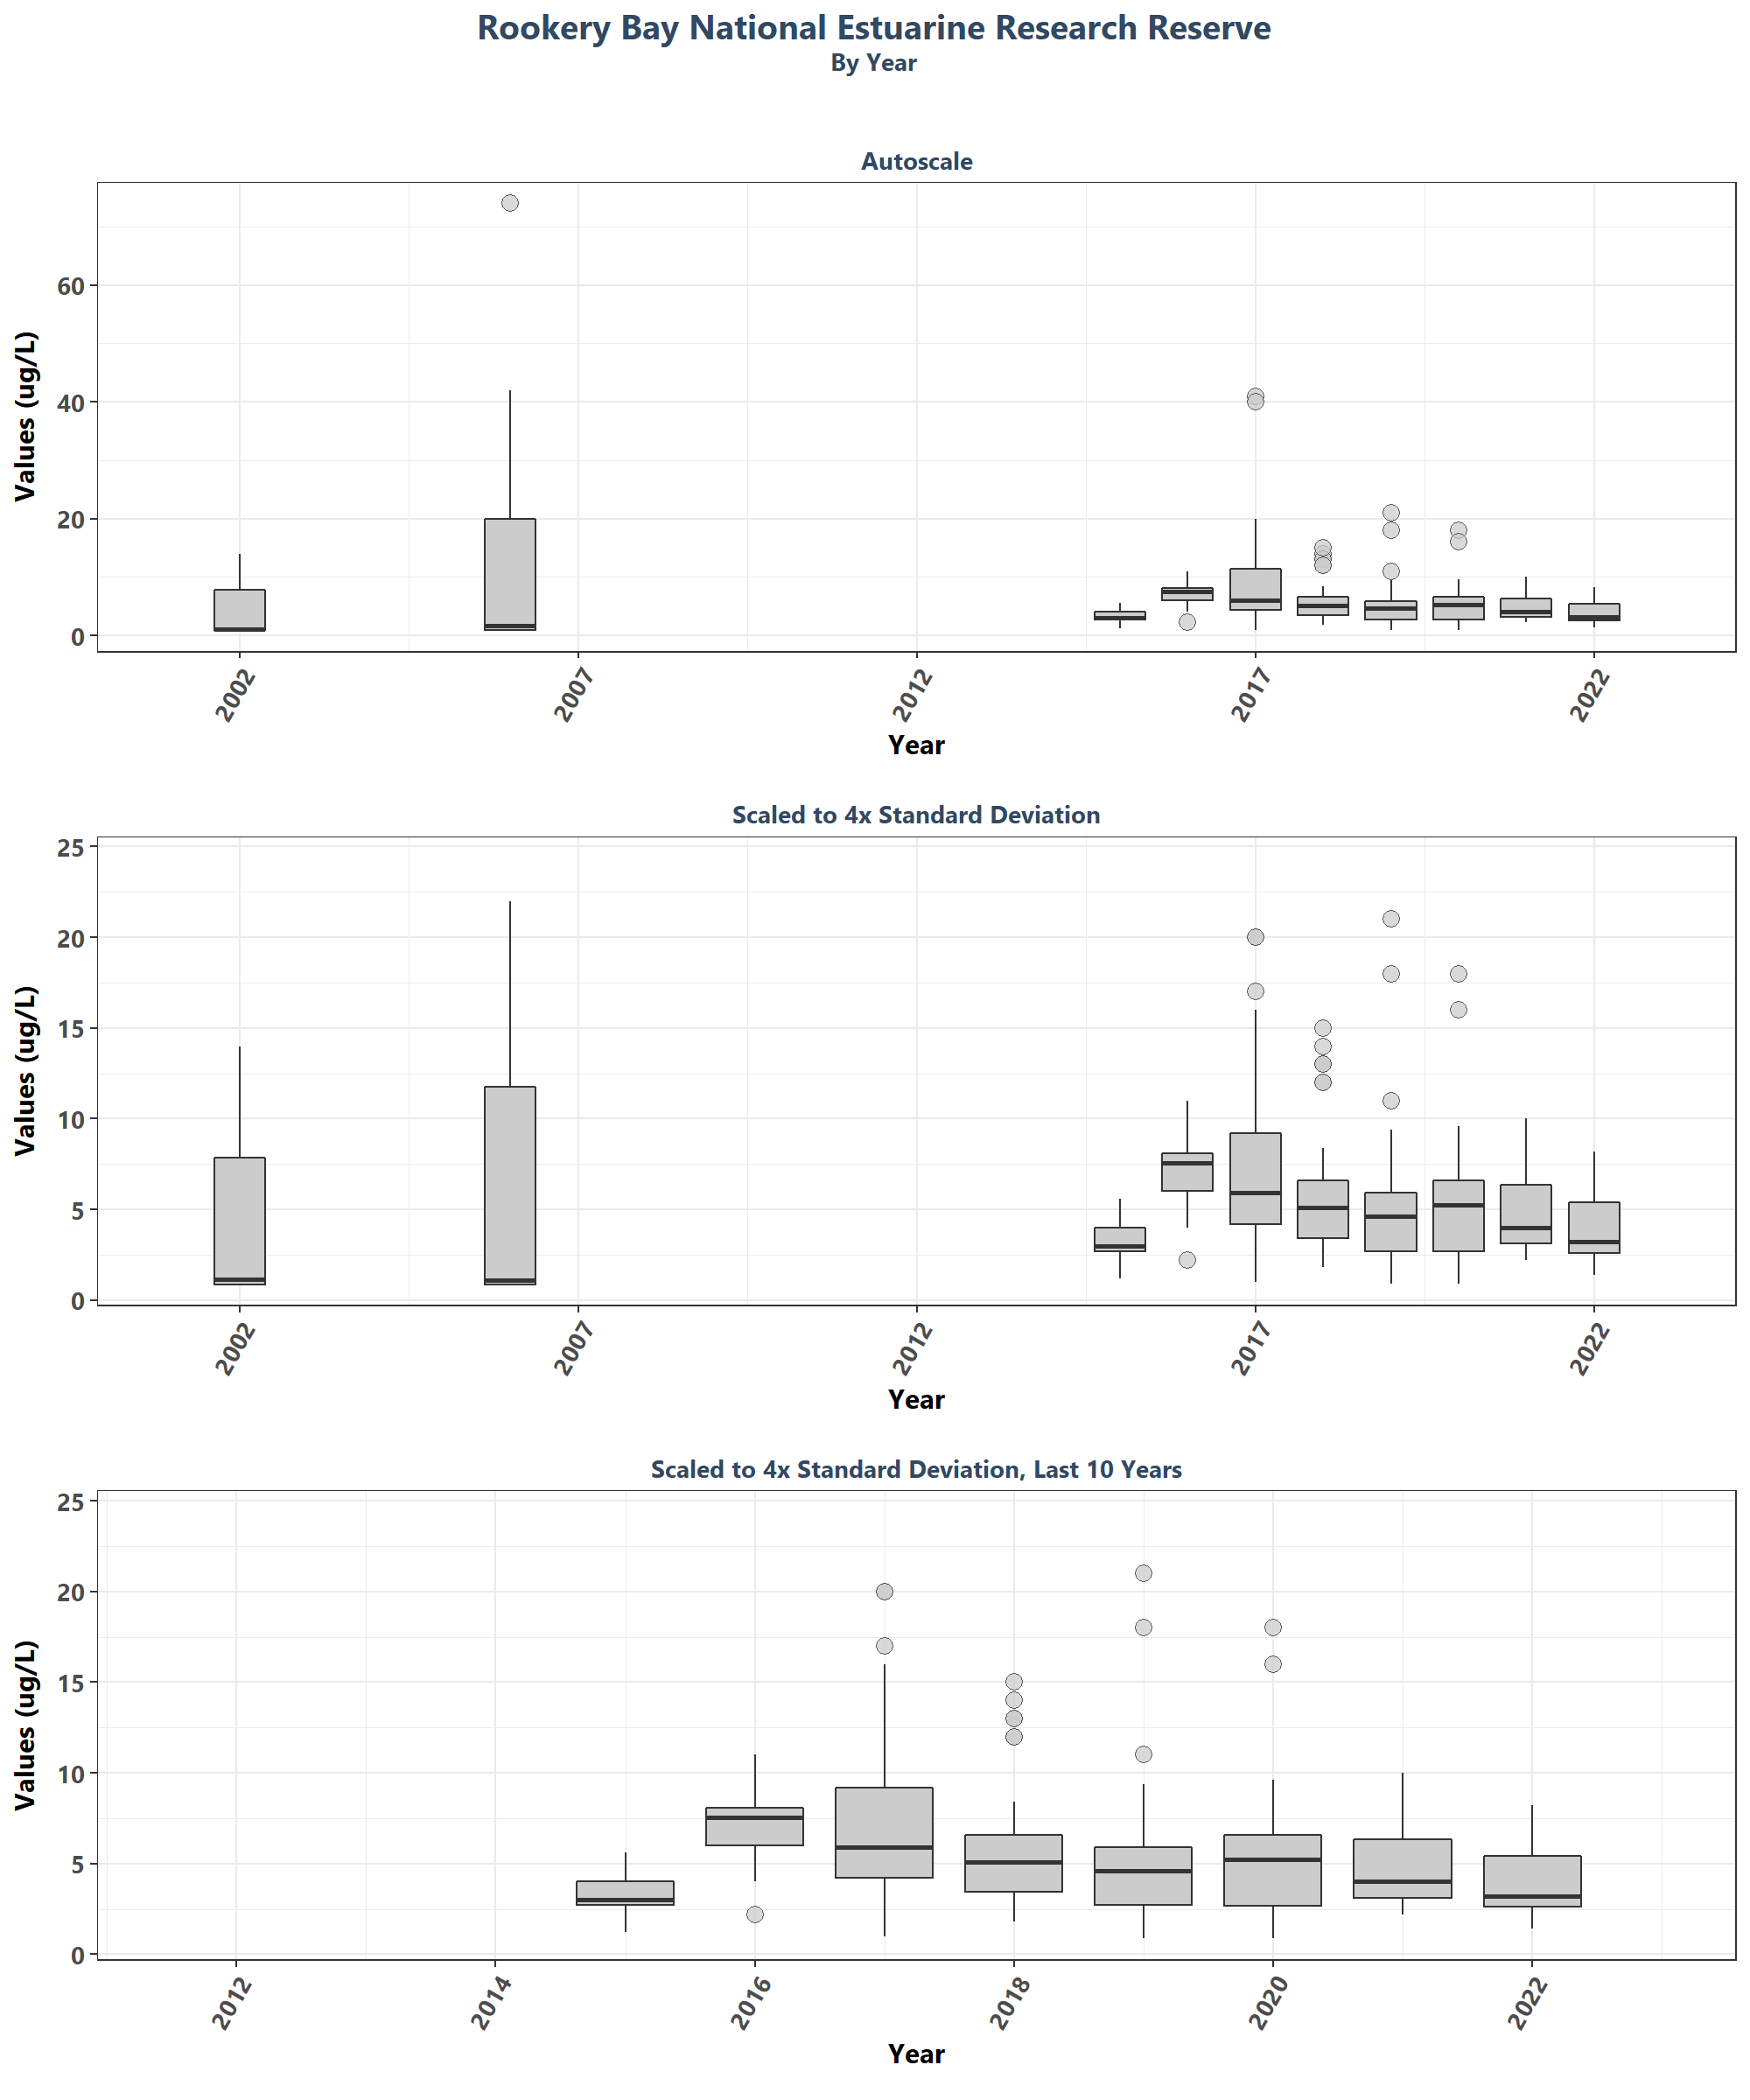 Rookery Bay National Estuarine Research Reserve
By Year
Autoscale
Values (ug/L)
60
40
20
0
2002
2007
2012
2017
2022
Year
Scaled to 4x Standard Deviation
Values (ug/L)
25
20
15
10
5
0
2002
2007
2012
2017
2022
Year
Scaled to 4x Standard Deviation, Last 10 Years
Values (ug/L)
25
20
15
10
5
0
2012
2014
2016
2018
2020
2022
Year